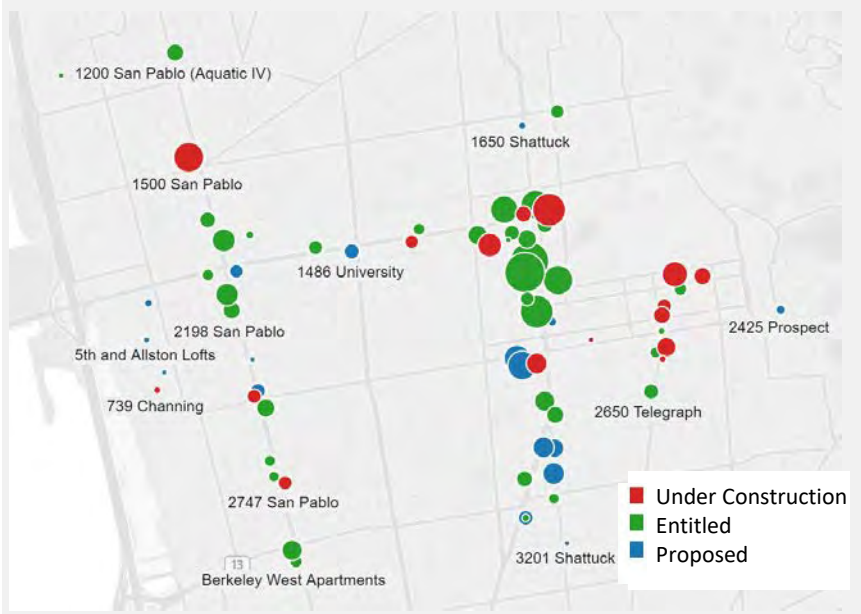 1200 San Pablo (Aquatic IV)
1650 Shattuck
1500 San Pablo
1486 University
2198 San Pablo
2425 Prospect
5th and Allston Lofts
739 Channing
2650 Telegraph
2747 San Pablo
Under Construction
Entitled
Proposed
3201 Shattuck
13
Berkeley West Apartments